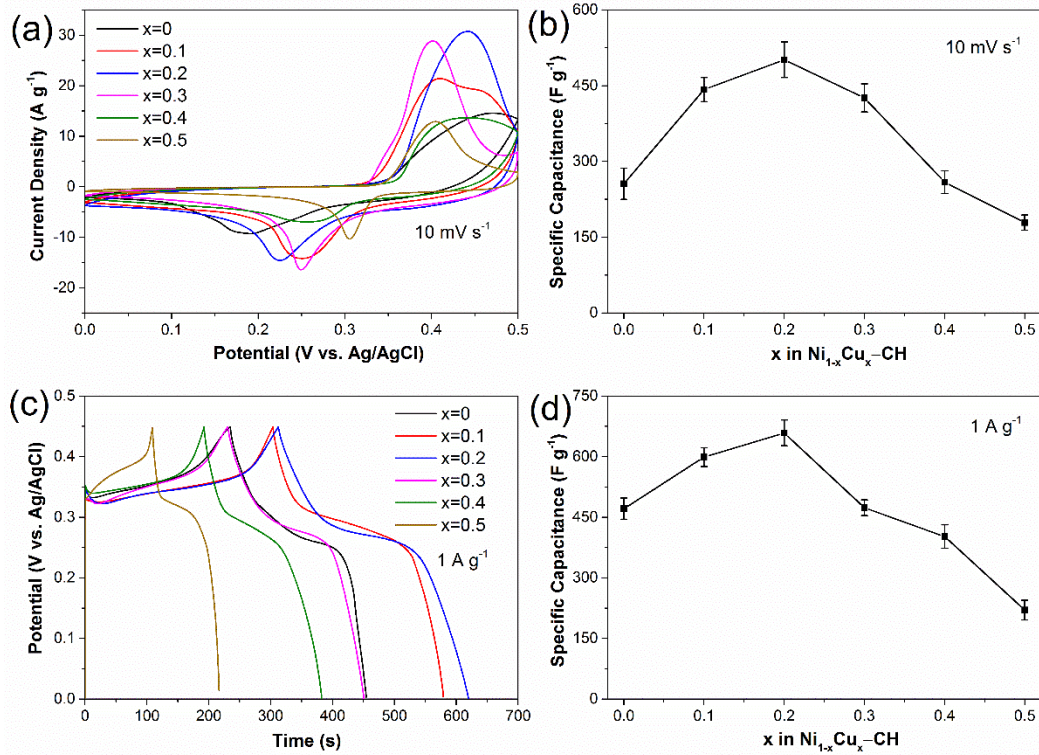 (a)
x=0
x=0.1
x=0.2
x=0.3
x=0.4
x=0.5
10 mV s⁻¹
Current Density (A g⁻¹)
30
20
10
0
-10
-20
0.0 0.1 0.2 0.3 0.4 0.5
Potential (V vs. Ag/AgCl)
(b)
10 mV s⁻¹
Specific Capacitance (F g⁻¹)
600
450
300
150
0
0.0 0.1 0.2 0.3 0.4 0.5
x in Ni₁₋ₓCuₓ–CH
(c)
x=0
x=0.1
x=0.2
x=0.3
x=0.4
x=0.5
1 A g⁻¹
Potential (V vs. Ag/AgCl)
0.5
0.4
0.3
0.2
0.1
0.0
0 100 200 300 400 500 600 700
Time (s)
(d)
1 A g⁻¹
Specific Capacitance (F g⁻¹)
750
600
450
300
150
0
0.0 0.1 0.2 0.3 0.4 0.5
x in Ni₁₋ₓCuₓ–CH